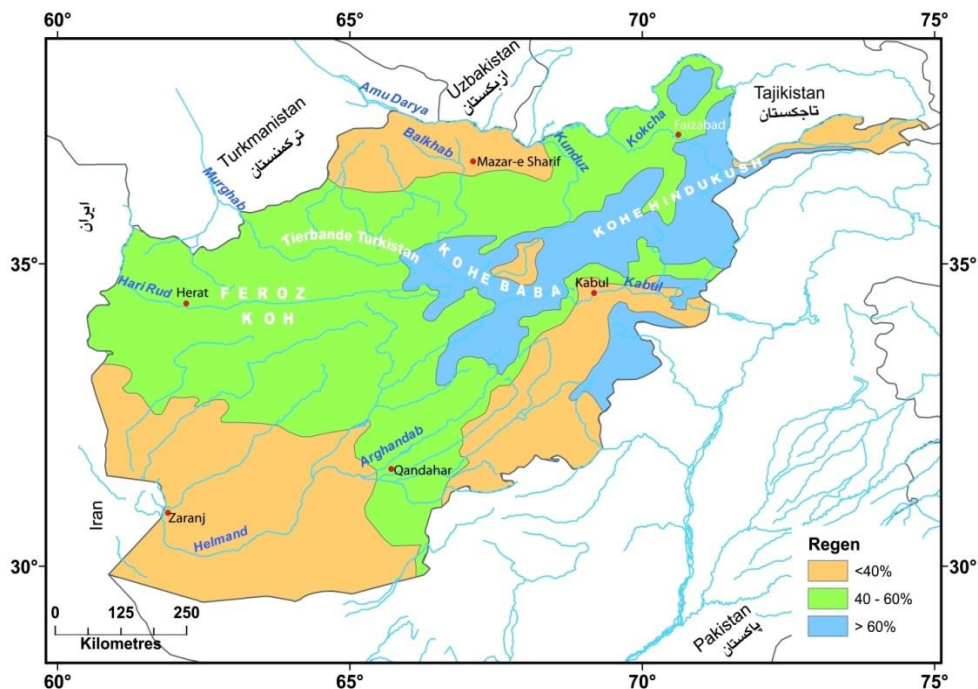 60°
65°
70°
75°
Uzbakistan
ازبکستان
Tajikistan
تاجکستان
Turkmanistan
ترکمنستان
Amu Darya
Balkhab
Mazar-e Sharif
Kunduz
Kokcha
Faizabad
Murghab
ایران
KOHE HINDUKUSH
Tierbande Turkistan
KOHE BABA
35°
35°
Hari Rud
Herat
FEROZ
KOH
Kabul
Kabul
Arghandab
Qandahar
Iran
Zaranj
Helmand
30°
30°
Regen
<40%
40 - 60%
> 60%
0 125 250
Kilometres
Pakistan
پاکستان
60°
65°
70°
75°